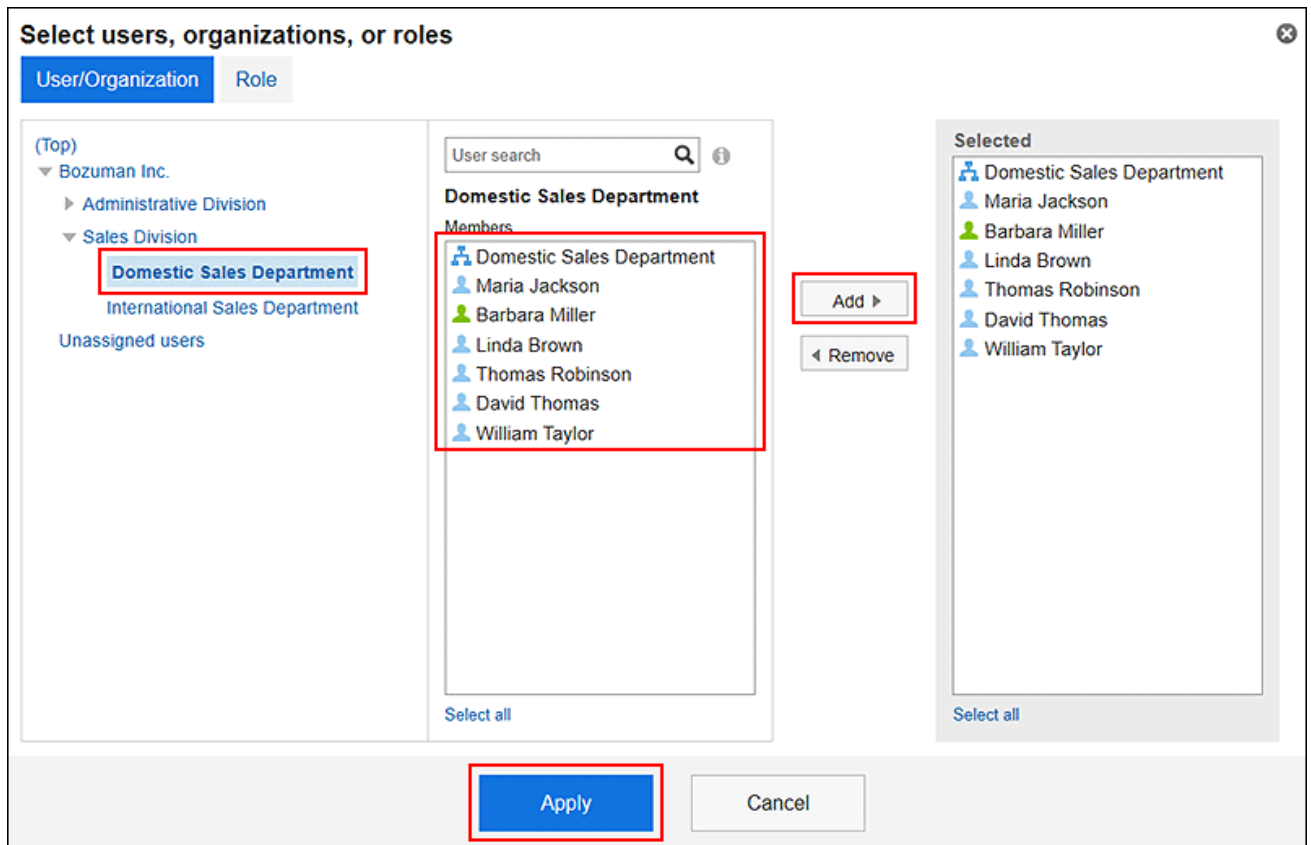 Select users, organizations, or roles
User/Organization
Role
(Top)
Bozuman Inc.
Administrative Division
Sales Division
Domestic Sales Department
International Sales Department
Unassigned users
User search
Domestic Sales Department
Members
Domestic Sales Department
Maria Jackson
Barbara Miller
Linda Brown
Thomas Robinson
David Thomas
William Taylor
Select all
Add
Remove
Selected
Domestic Sales Department
Maria Jackson
Barbara Miller
Linda Brown
Thomas Robinson
David Thomas
William Taylor
Select all
Apply
Cancel